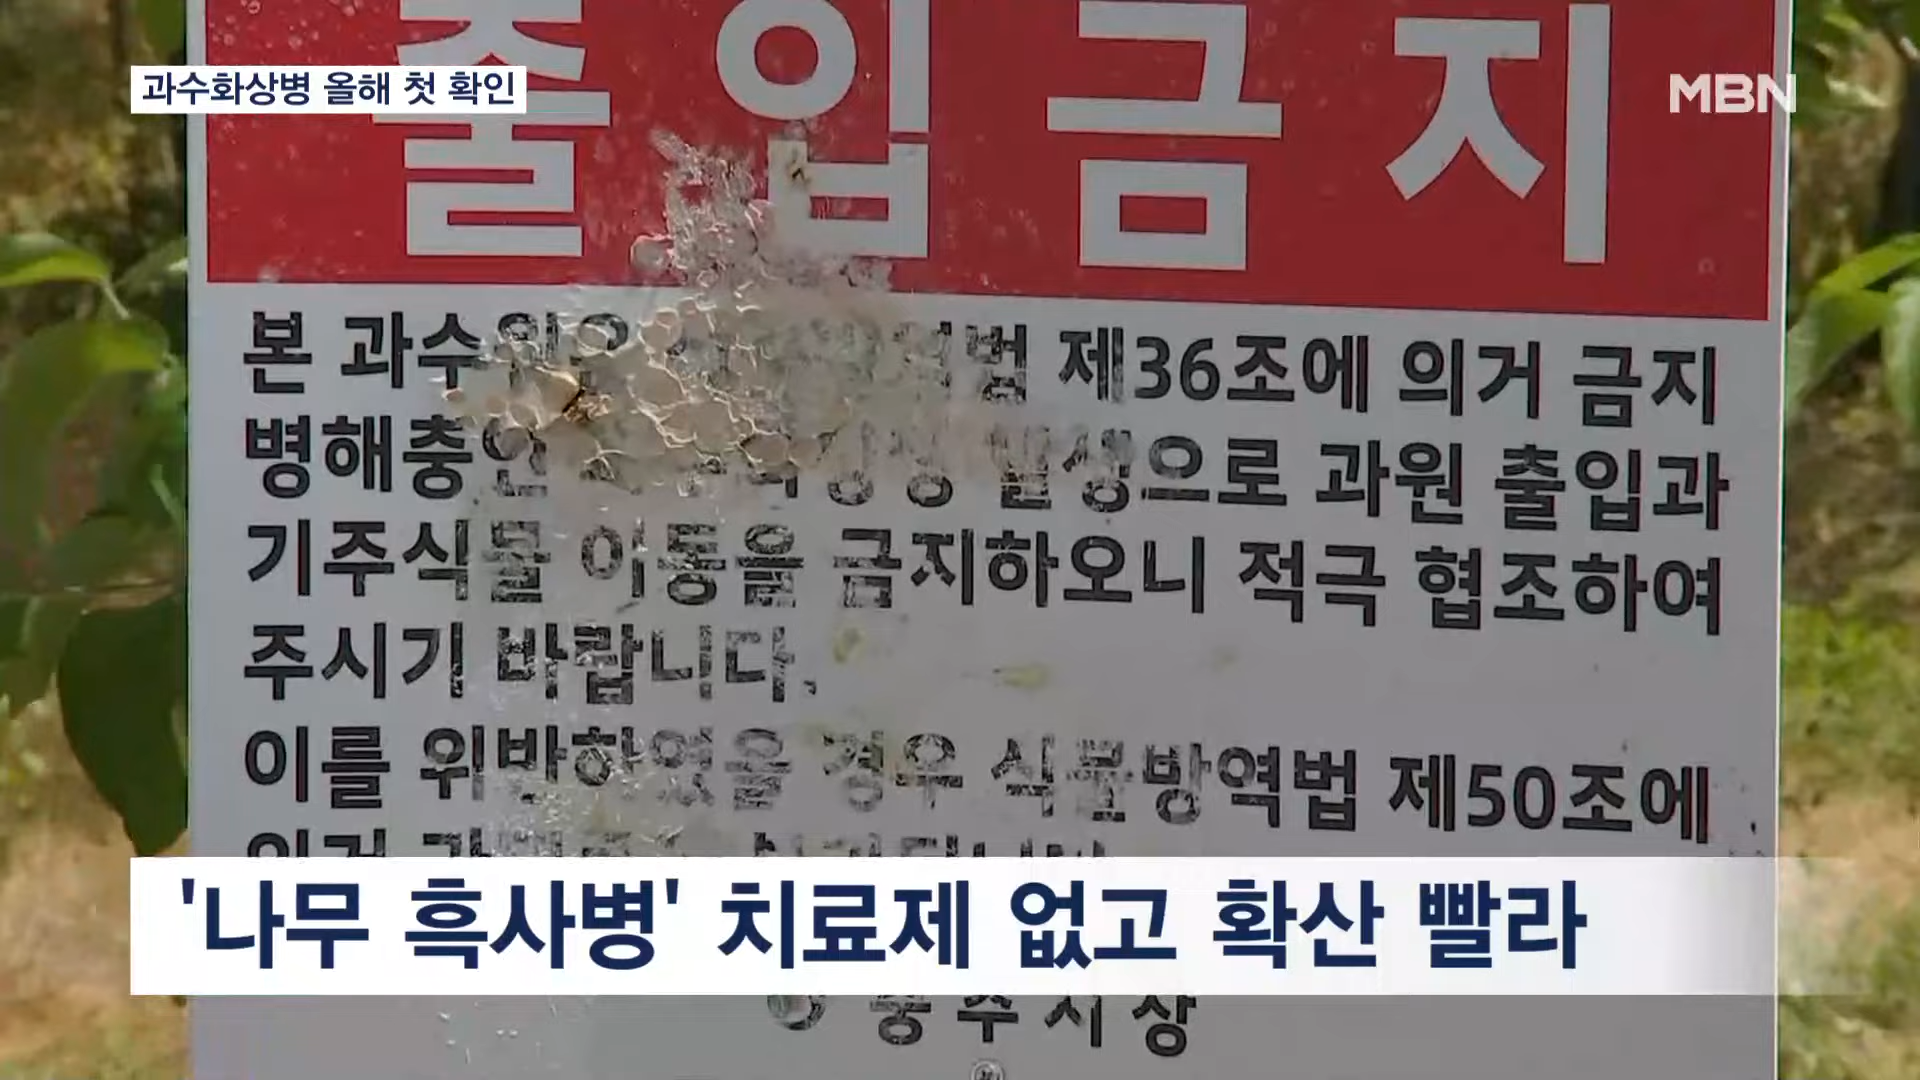 과수화상병 올해 첫 확인
MBN
출입금지
본 과수 법 제36조에 의거 금지
병해충인 발생으로 과원 출입과
기주식물 이동을 금지하오니 적극 협조하여
주시기 바랍니다.
이를 위반하였을 경우 식물방역법 제50조에
'나무 흑사병' 치료제 없고 확산 빨라
충주시장